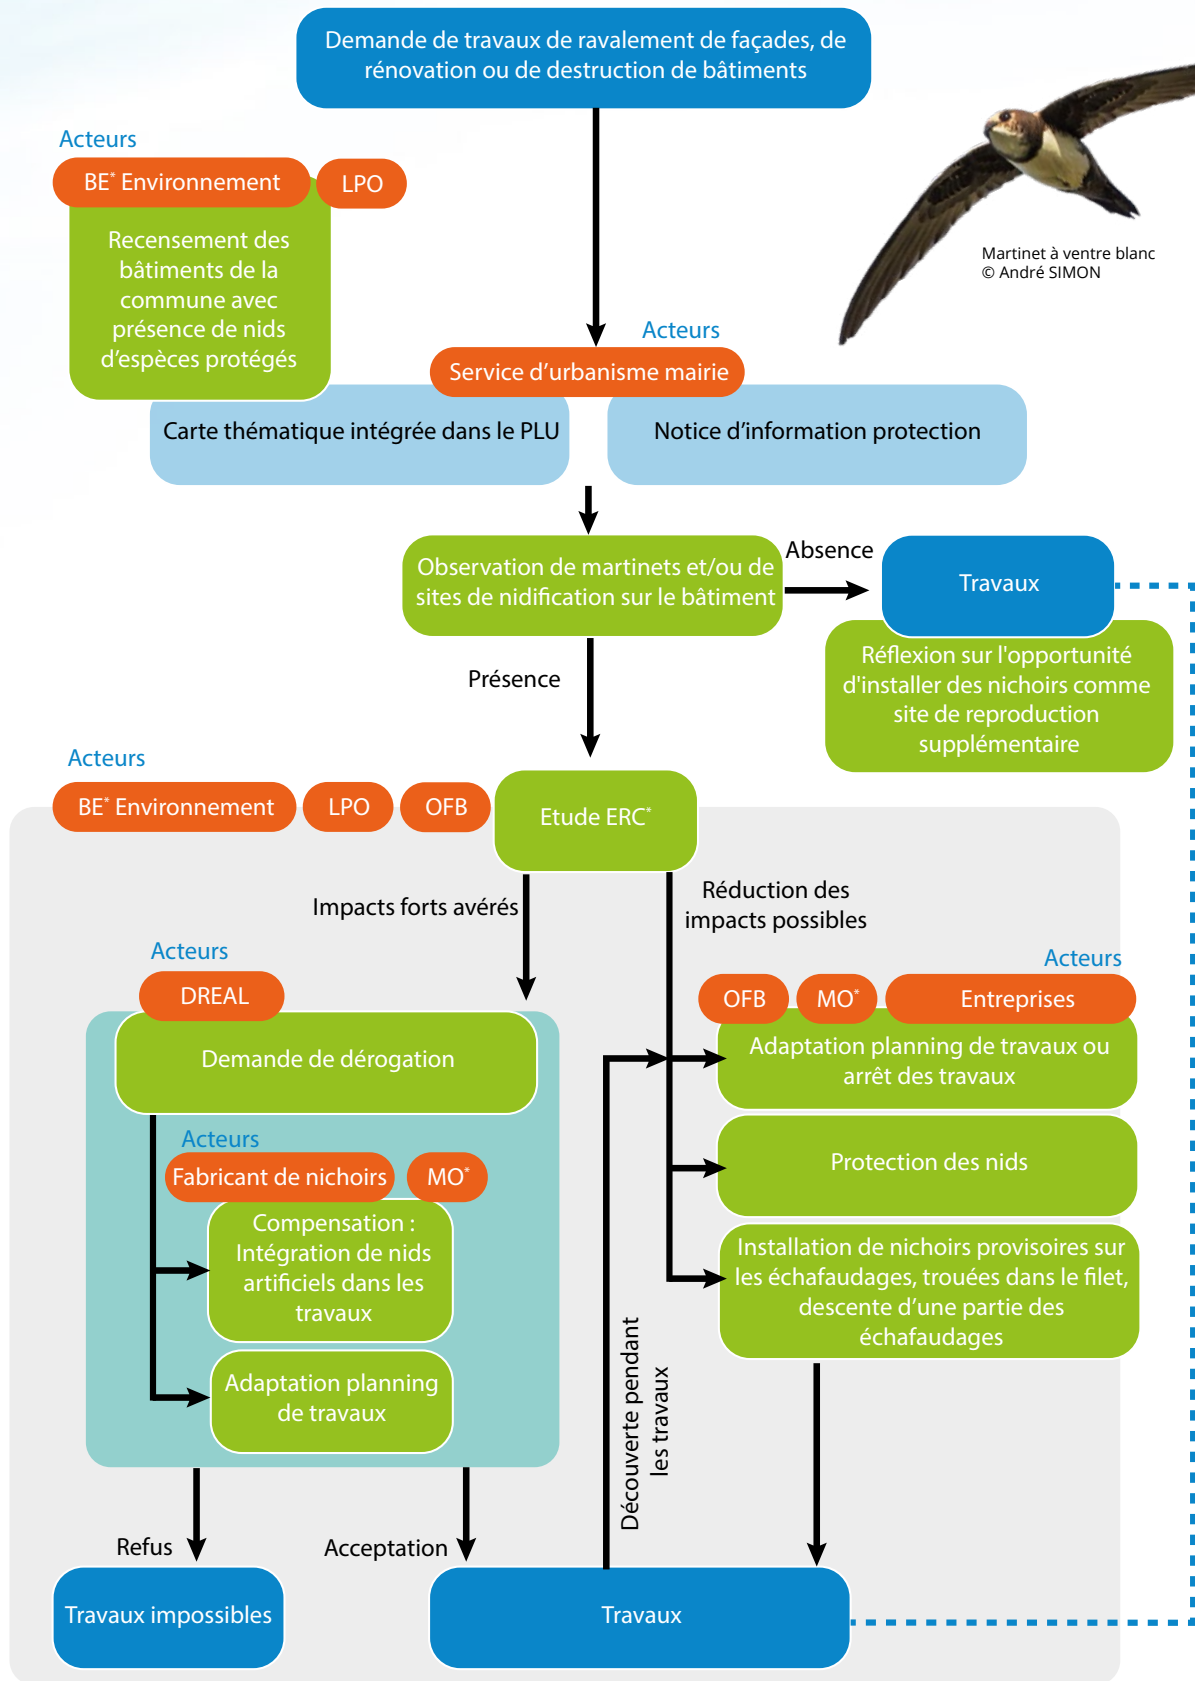 Demande de travaux de ravalement de façades, de
rénovation ou de destruction de bâtiments
Acteurs
BE* Environnement
LPO
Recensement des
bâtiments de la
commune avec
présence de nids
d'espèces protégés
Martinet à ventre blanc
© André SIMON
Acteurs
Service d'urbanisme mairie
Carte thématique intégrée dans le PLU
Notice d'information protection
Observation de martinets et/ou de
sites de nidification sur le bâtiment
Absence
Travaux
Réflexion sur l'opportunité
d'installer des nichoirs comme
site de reproduction
supplémentaire
Présence
Acteurs
BE* Environnement
LPO
OFB
Etude ERC*
Impacts forts avérés
Réduction des
impacts possibles
Acteurs
DREAL
Demande de dérogation
Acteurs
Fabricant de nichoirs
MO*
Compensation :
Intégration de nids
artificiels dans les
travaux
Adaptation planning
de travaux
Acteurs
OFB
MO*
Entreprises
Adaptation planning de travaux ou
arrêt des travaux
Protection des nids
Installation de nichoirs provisoires sur
les échafaudages, trouées dans le filet,
descente d'une partie des
échafaudages
Découverte pendant
les travaux
Refus
Acceptation
Travaux impossibles
Travaux